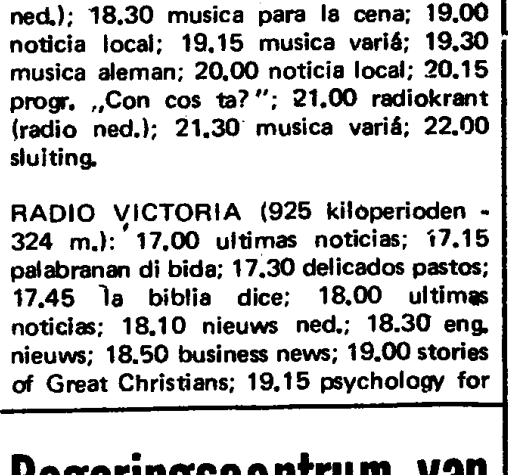 ned.); 18.30 musica para la cena; 19.00
noticia local; 19.15 musica variá; 19.30
musica aleman; 20.00 noticia local; 20.15
progr. „Con cos ta?"; 21.00 radiokrant
(radio ned.); 21.30 musica variá; 22.00
sluiting.

RADIO VICTORIA (925 kiloperioden -
324 m.): 17.00 ultimas noticias; 17.15
palabranan di bida; 17.30 delicados pastos;
17.45 la biblia dice; 18.00 ultimas
noticias; 18.10 nieuws ned.; 18.30 eng.
nieuws; 18.50 business news; 19.00 stories
of Great Christians; 19.15 psychology for
Regeringscentrum van